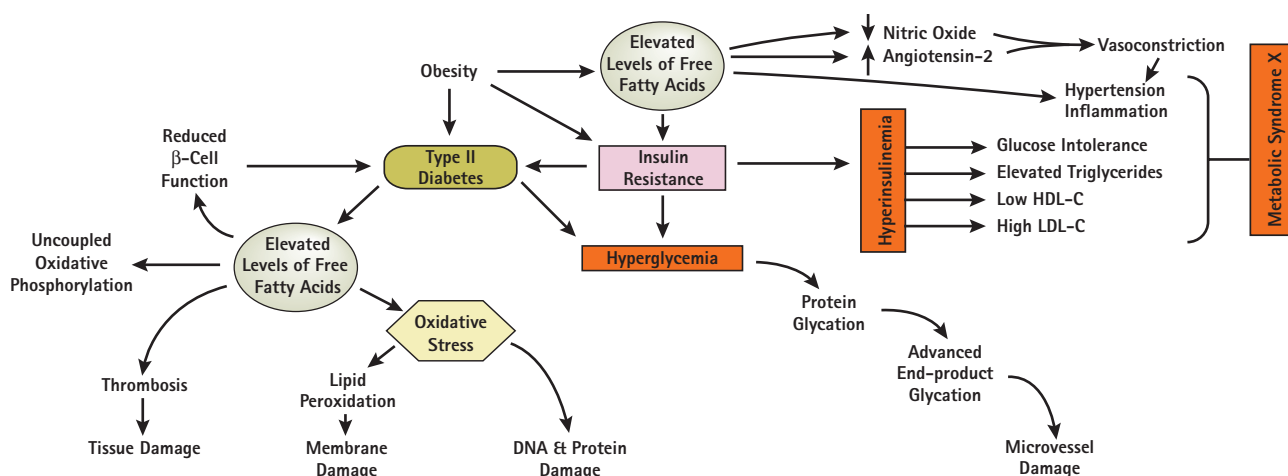 Elevated
Levels of Free
Fatty Acids
Nitric Oxide
Angiotensin-2
Vasoconstriction
Hypertension
Inflammation
Metabolic Syndrome X
Obesity
Reduced
β-Cell
Function
Type II
Diabetes
Insulin
Resistance
Hyperinsulinemia
Glucose Intolerance
Elevated Triglycerides
Low HDL-C
High LDL-C
Uncoupled
Oxidative
Phosphorylation
Elevated
Levels of Free
Fatty Acids
Hyperglycemia
Protein
Glycation
Oxidative
Stress
Advanced
End-product
Glycation
Thrombosis
Lipid
Peroxidation
Tissue Damage
Membrane
Damage
DNA & Protein
Damage
Microvessel
Damage